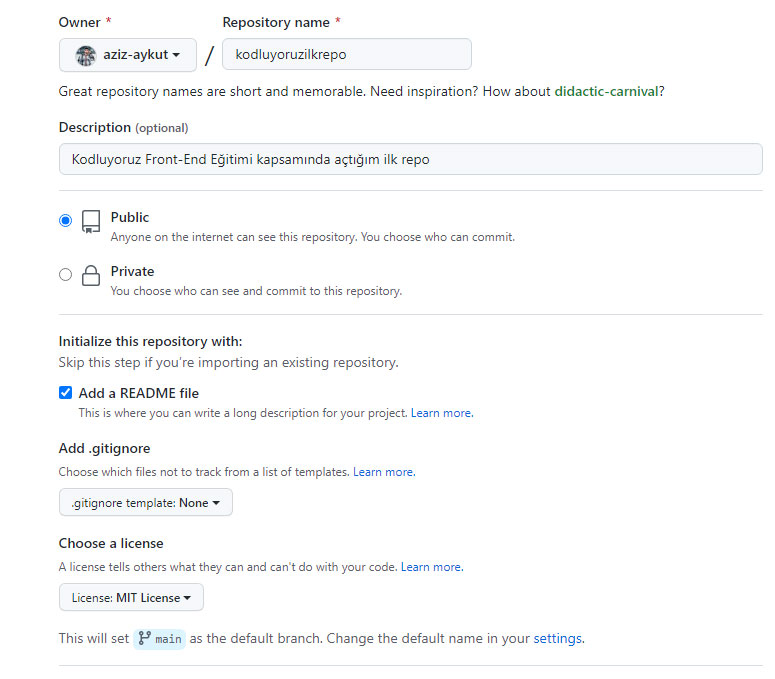 Owner * Repository name *
aziz-aykut / kodluyoruzilkrepo
Great repository names are short and memorable. Need inspiration? How about didactic-carnival?
Description (optional)
Kodluyoruz Front-End Eğitimi kapsamında açtığım ilk repo
Public
Anyone on the internet can see this repository. You choose who can commit.
Private
You choose who can see and commit to this repository.
Initialize this repository with:
Skip this step if you're importing an existing repository.
Add a README file
This is where you can write a long description for your project. Learn more.
Add .gitignore
Choose which files not to track from a list of templates. Learn more.
.gitignore template: None
Choose a license
A license tells others what they can and can't do with your code. Learn more.
License: MIT License
This will set main as the default branch. Change the default name in your settings.